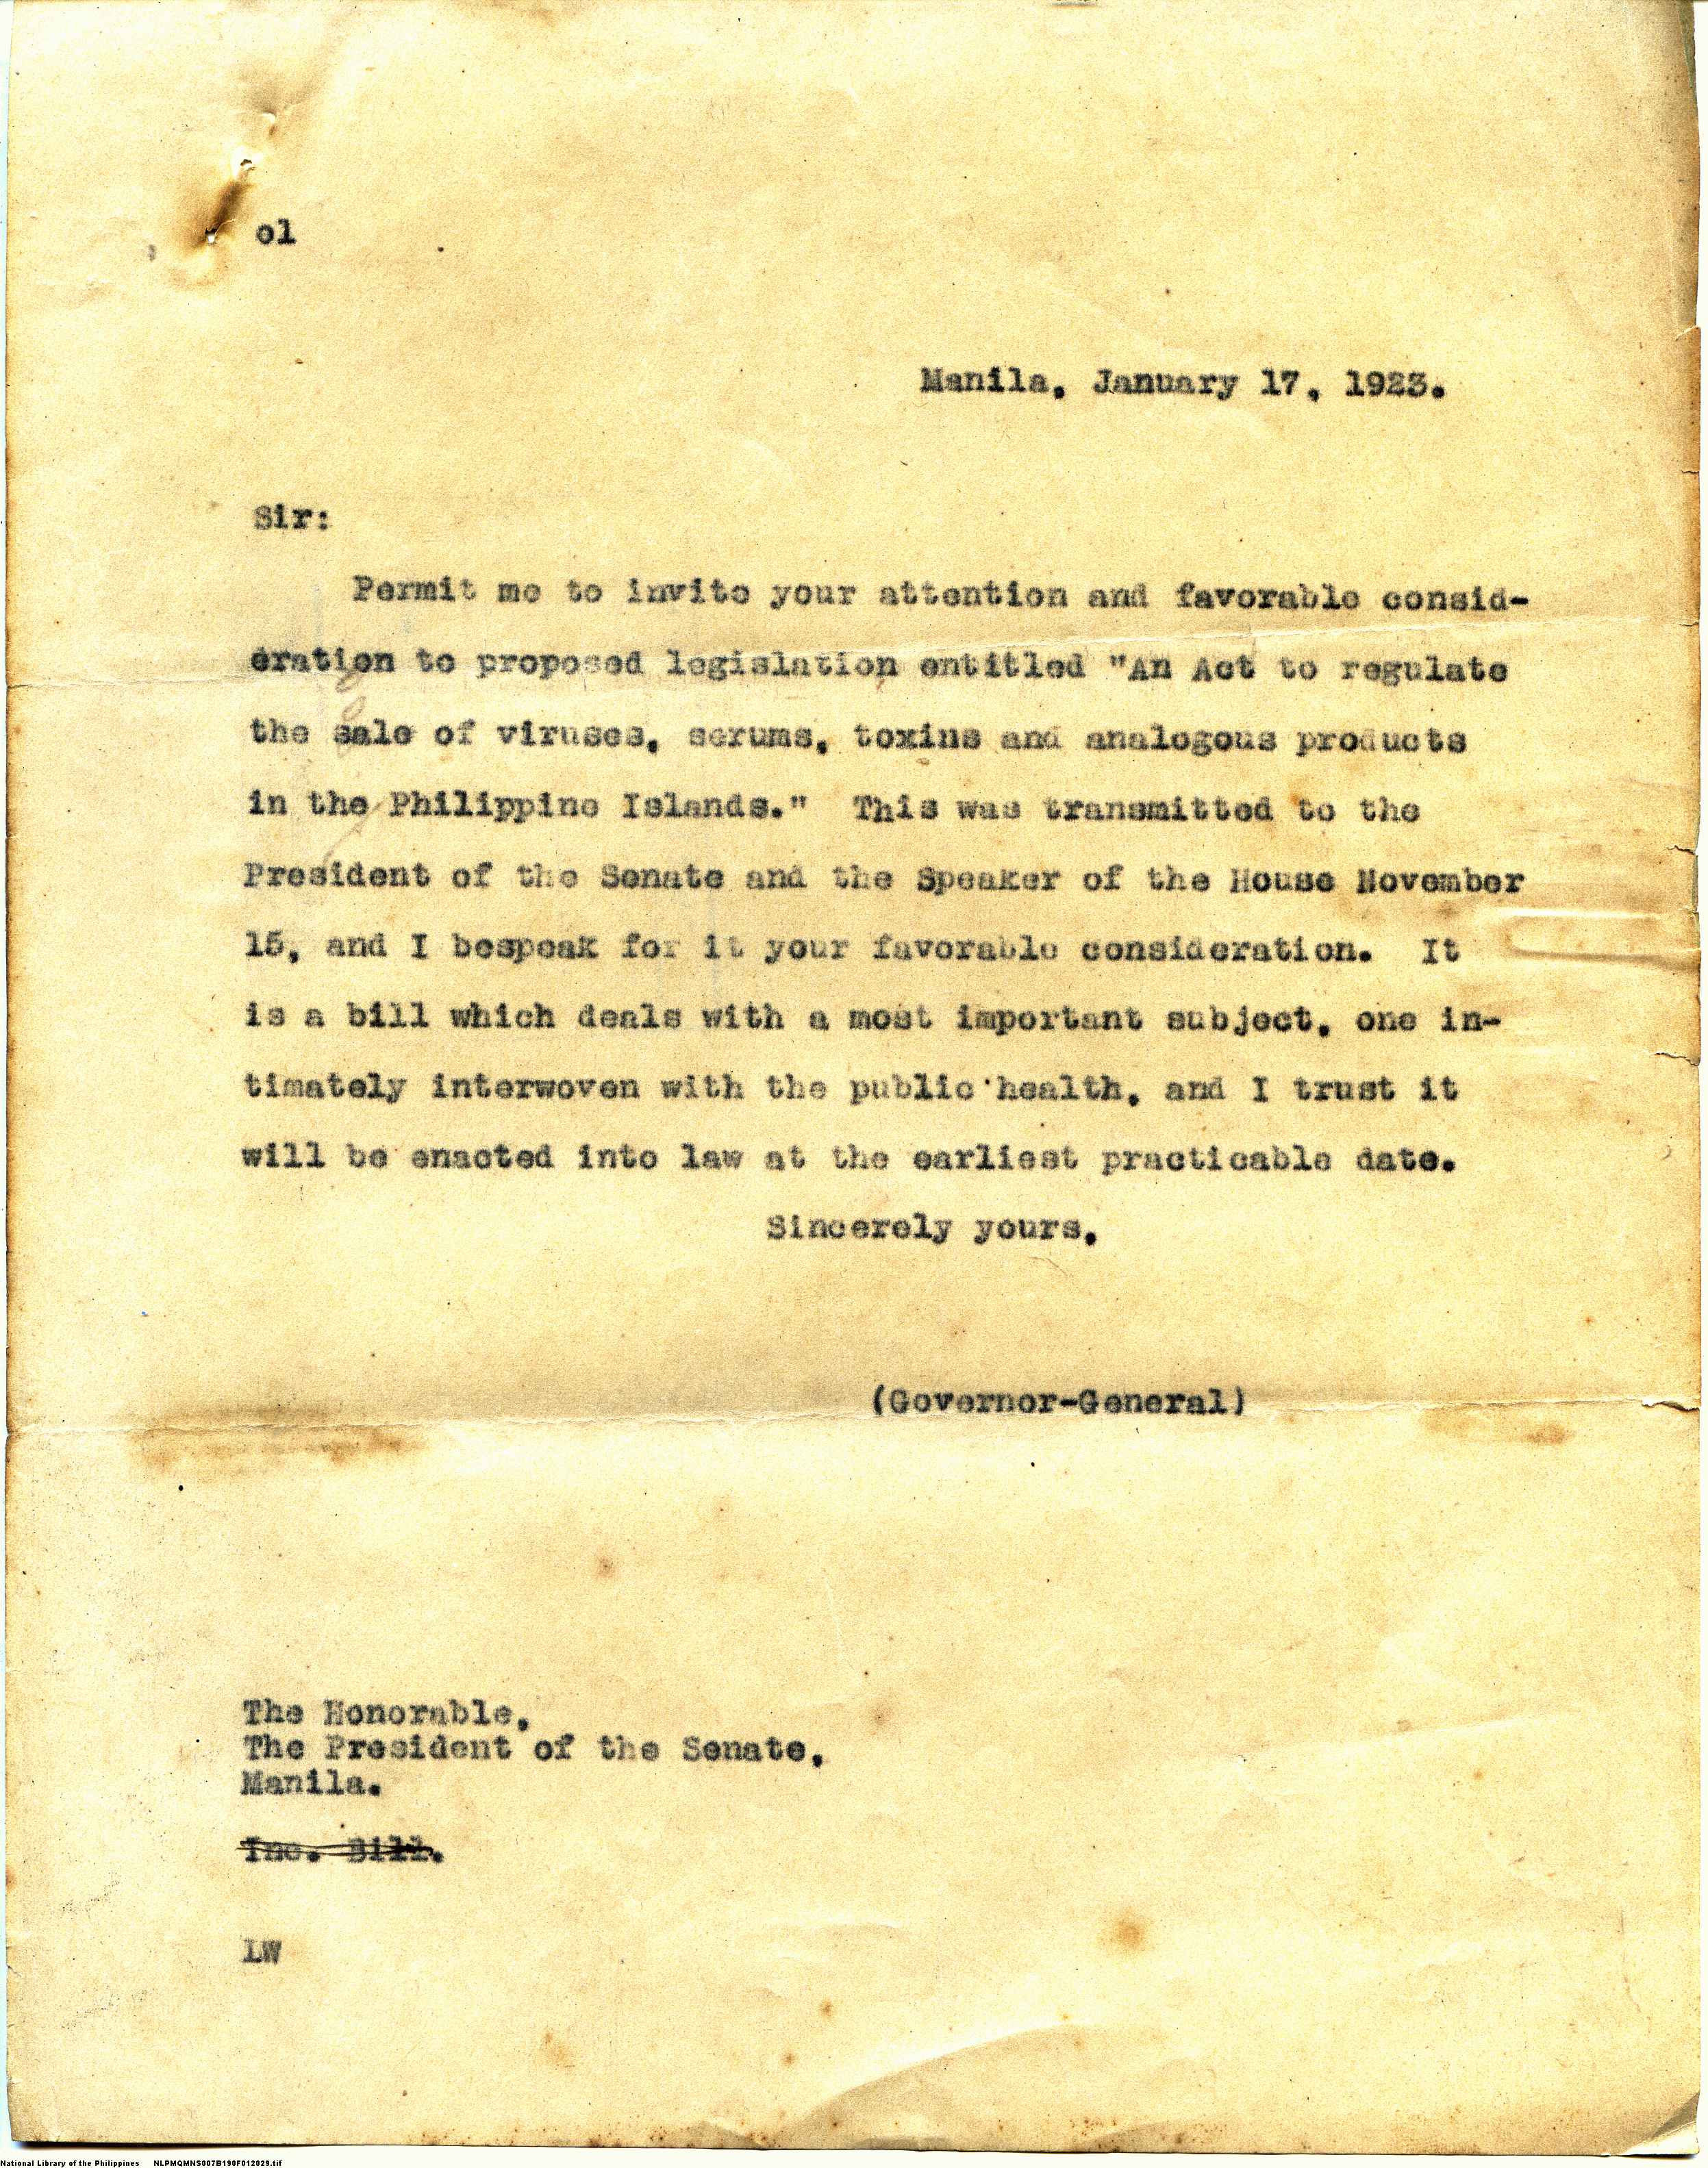 ol
Manila, January 17, 1923.
Sir:
Permit me to invite your attention and favorable consid-
eration to proposed legislation entitled "An Act to regulate
the sale of viruses, serums, toxins and analogous products
in the Philippine Islands." This was transmitted to the
President of the Senate and the Speaker of the House November
15, and I bespeak for it your favorable consideration. It
is a bill which deals with a most important subject, one in-
timately interwoven with the public health, and I trust it
will be enacted into law at the earliest practicable date.
Sincerely yours,
(Governor-General)
The Honorable,
The President of the Senate,
Manila.
Inc. Bill.
LW
National Library of the Philippines NLPMQMNS007B190F012029.tif